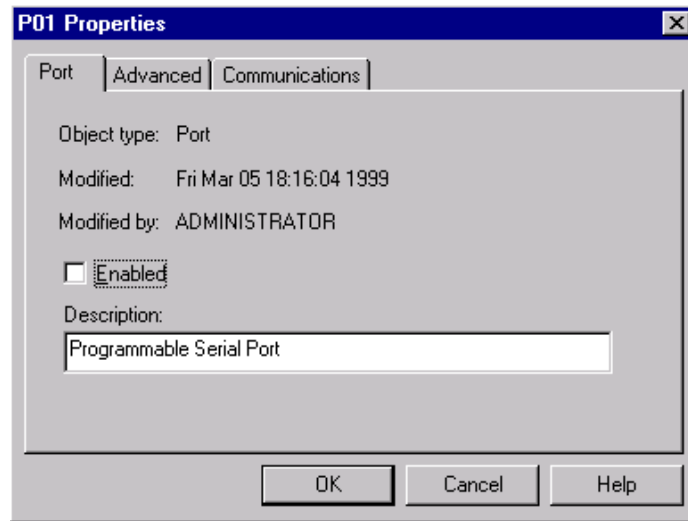 P01 Properties
Port Advanced Communications
Object type: Port
Modified: Fri Mar 05 18:16:04 1999
Modified by: ADMINISTRATOR
Enabled
Description:
Programmable Serial Port
OK Cancel Help